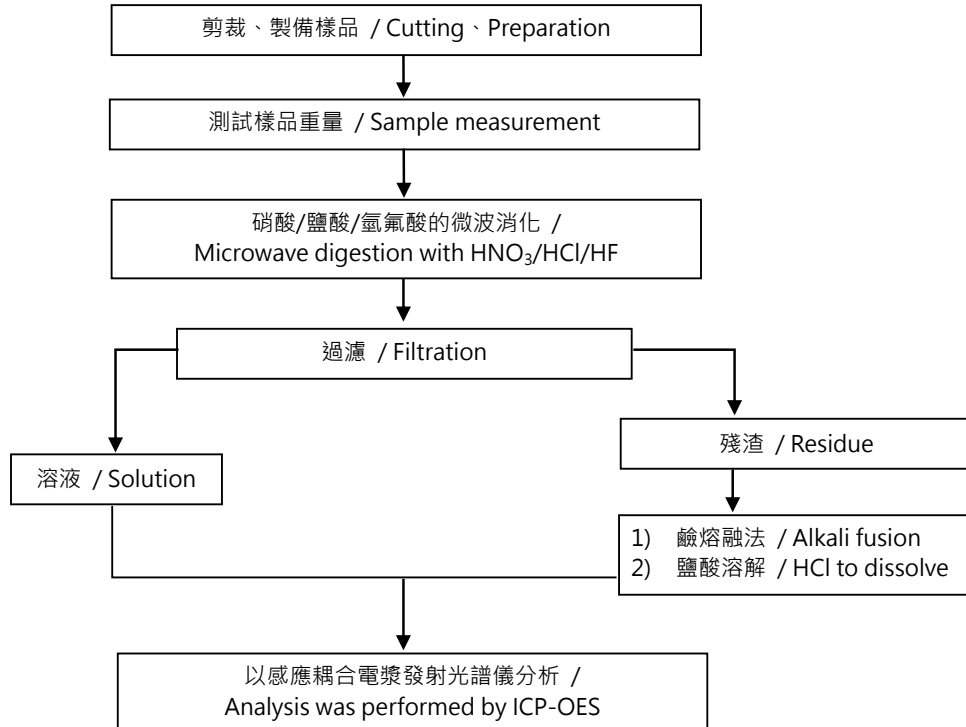 剪裁、製備樣品 / Cutting、Preparation
測試樣品重量 / Sample measurement
硝酸/鹽酸/氫氟酸的微波消化 /
Microwave digestion with HNO₃/HCl/HF
過濾 / Filtration
溶液 / Solution
殘渣 / Residue
1) 鹼熔融法 / Alkali fusion
2) 鹽酸溶解 / HCl to dissolve
以感應耦合電漿發射光譜儀分析 /
Analysis was performed by ICP-OES